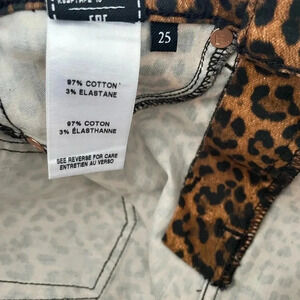 25
97% COTTON
3% ELASTANE
97% COTON
3% ÉLASTHANNE
SEE REVERSE FOR CARE
ENTRETIEN AU VERSO